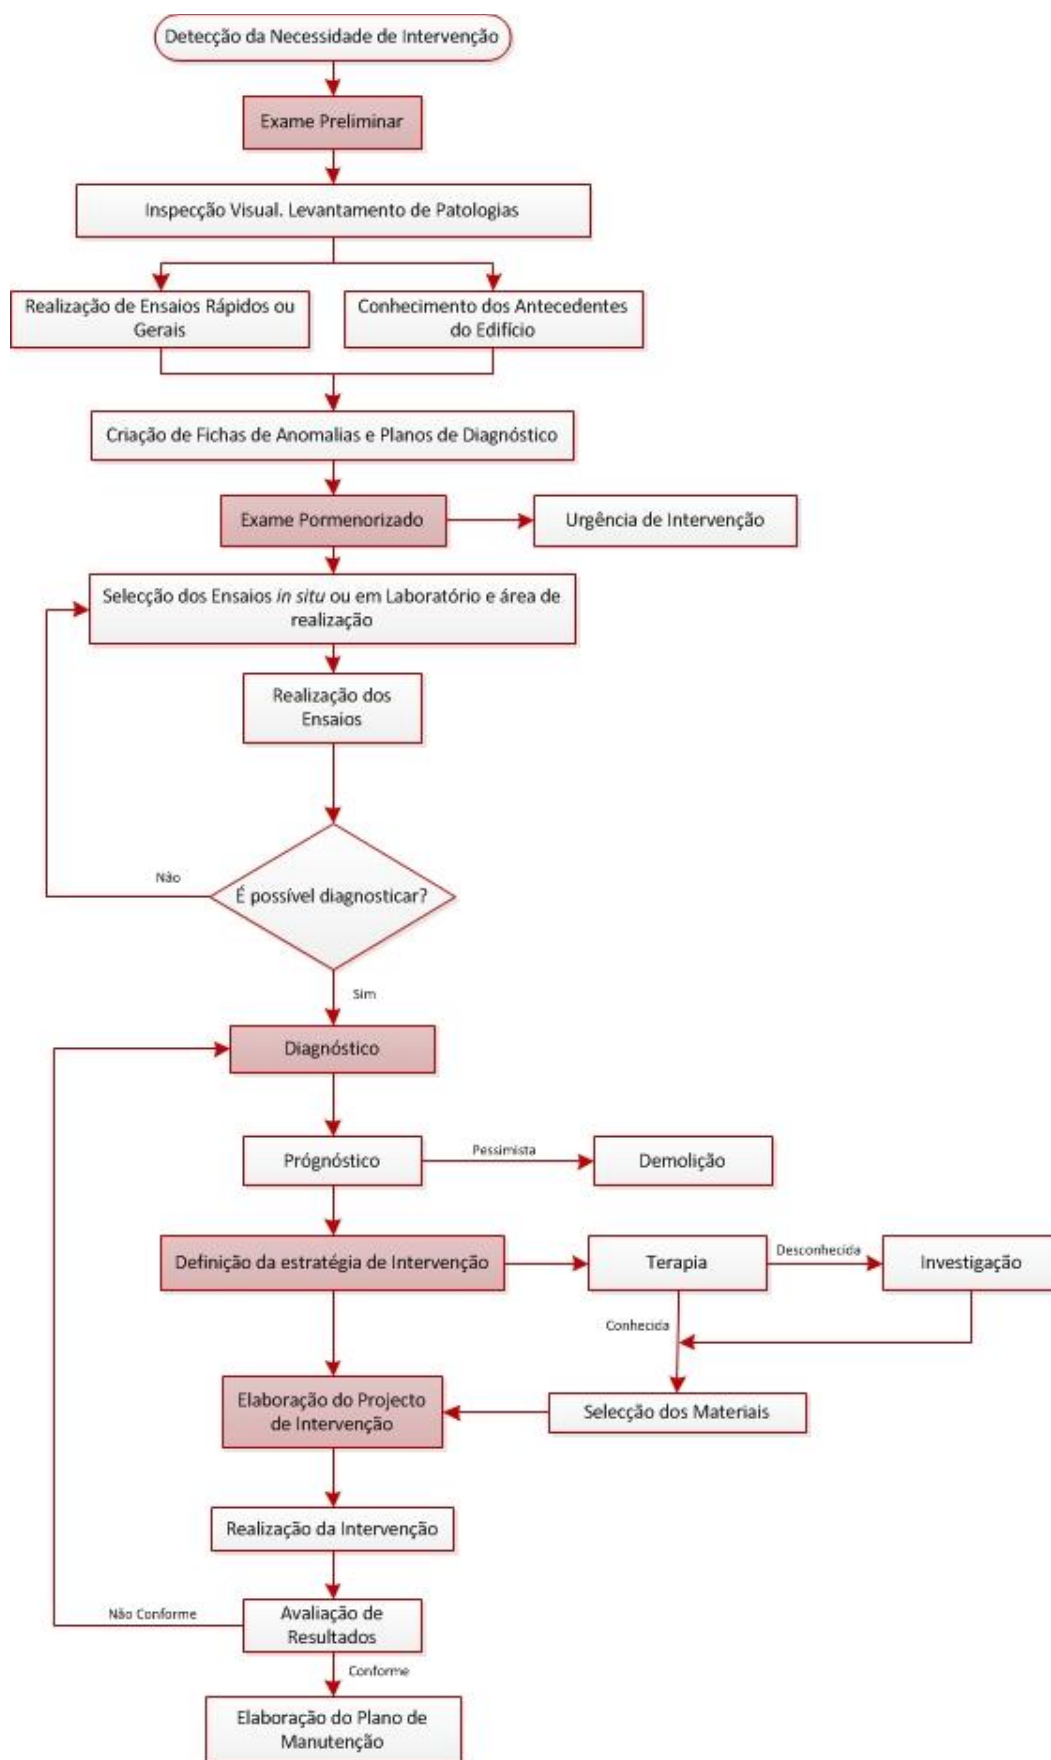 Detecção da Necessidade de Intervenção
Exame Preliminar
Inspecção Visual. Levantamento de Patologias
Realização de Ensaios Rápidos ou
Gerais
Conhecimento dos Antecedentes
do Edifício
Criação de Fichas de Anomalias e Planos de Diagnóstico
Exame Pormenorizado
Urgência de Intervenção
Selecção dos Ensaios in situ ou em Laboratório e área de
realização
Realização dos
Ensaios
Não
É possível diagnosticar?
Sim
Diagnóstico
Prógnóstico
Pessimista
Demolição
Definição da estratégia de Intervenção
Terapia
Desconhecida
Investigação
Conhecida
Elaboração do Projecto
de Intervenção
Selecção dos Materiais
Realização da Intervenção
Não Conforme
Avaliação de
Resultados
Conforme
Elaboração do Plano de
Manutenção